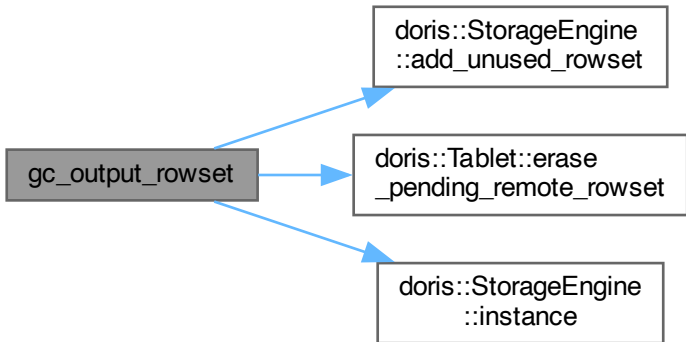 doris::StorageEngine
::add_unused_rowset
gc_output_rowset
doris::Tablet::erase
_pending_remote_rowset
doris::StorageEngine
::instance